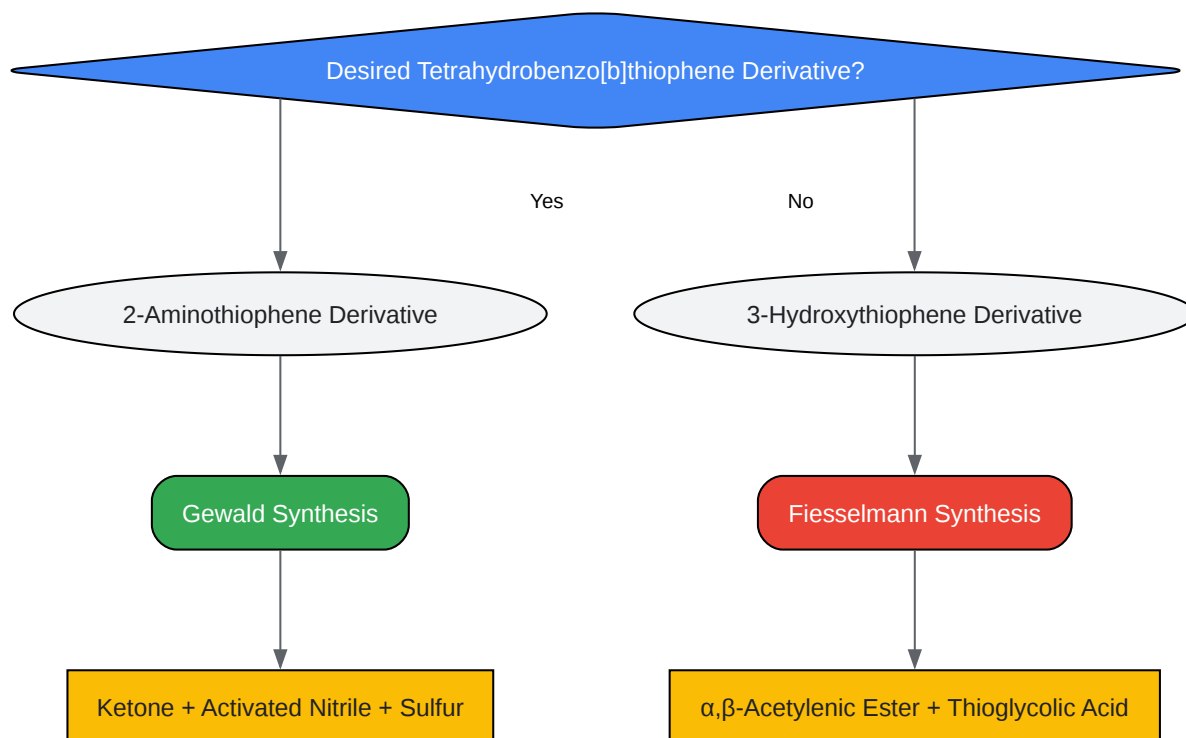 Desired Tetrahydrobenzo[b]thiophene Derivative?
Yes
No
2-Aminothiophene Derivative
3-Hydroxythiophene Derivative
Gewald Synthesis
Fiesselmann Synthesis
Ketone + Activated Nitrile + Sulfur
α,β-Acetylenic Ester + Thioglycolic Acid